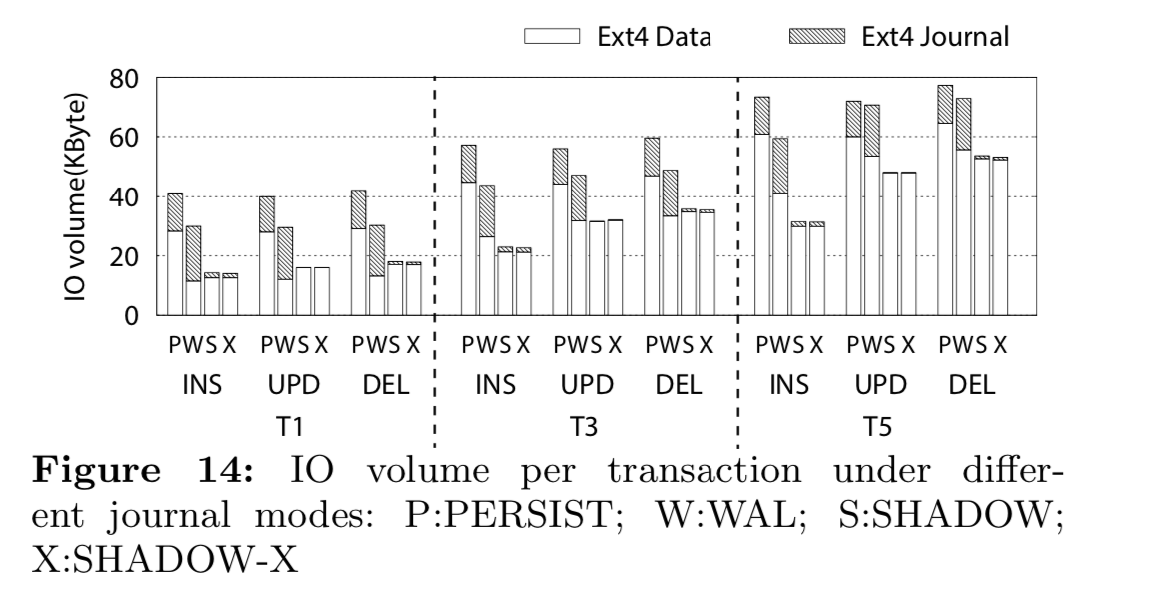 Ext4 Data Ext4 Journal
80
60
40
20
0
IO volume(KByte)
PWS X PWS X PWS X PWS X PWS X PWS X PWS X PWS X PWS X
INS UPD DEL INS UPD DEL INS UPD DEL
T1 T3 T5
Figure 14: IO volume per transaction under differ-
ent journal modes: P:PERSIST; W:WAL; S:SHADOW;
X:SHADOW-X